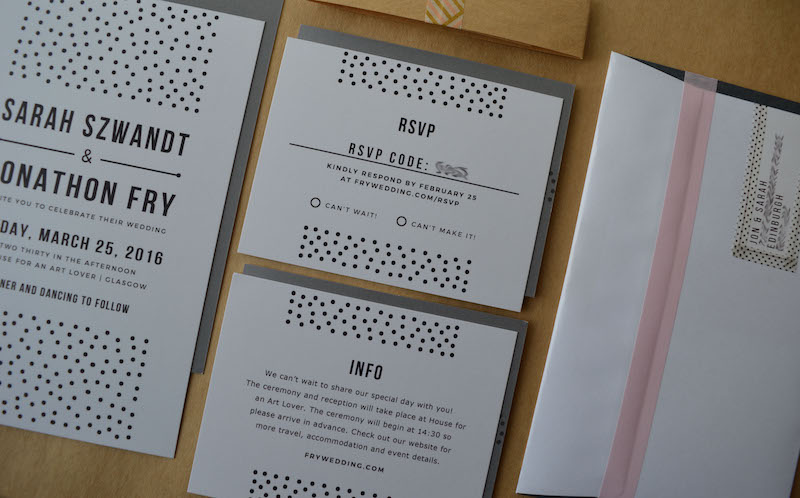 SARAH SZWANDT
&
ONATHON FRY
ITE YOU TO CELEBRATE THEIR WEDDING
DAY, MARCH 25, 2016
TWO THIRTY IN THE AFTERNOON
SE FOR AN ART LOVER | GLASGOW
NER AND DANCING TO FOLLOW
RSVP
RSVP CODE:
KINDLY RESPOND BY FEBRUARY 25
AT FRYWEDDING.COM/RSVP
CAN'T WAIT! CAN'T MAKE IT!
INFO
We can't wait to share our special day with you!
The ceremony and reception will take place at House for
an Art Lover. The ceremony will begin at 14:30 so
please arrive in advance. Check out our website for
more travel, accommodation and event details.
FRYWEDDING.COM
JON & SARAH
EDINBURGH